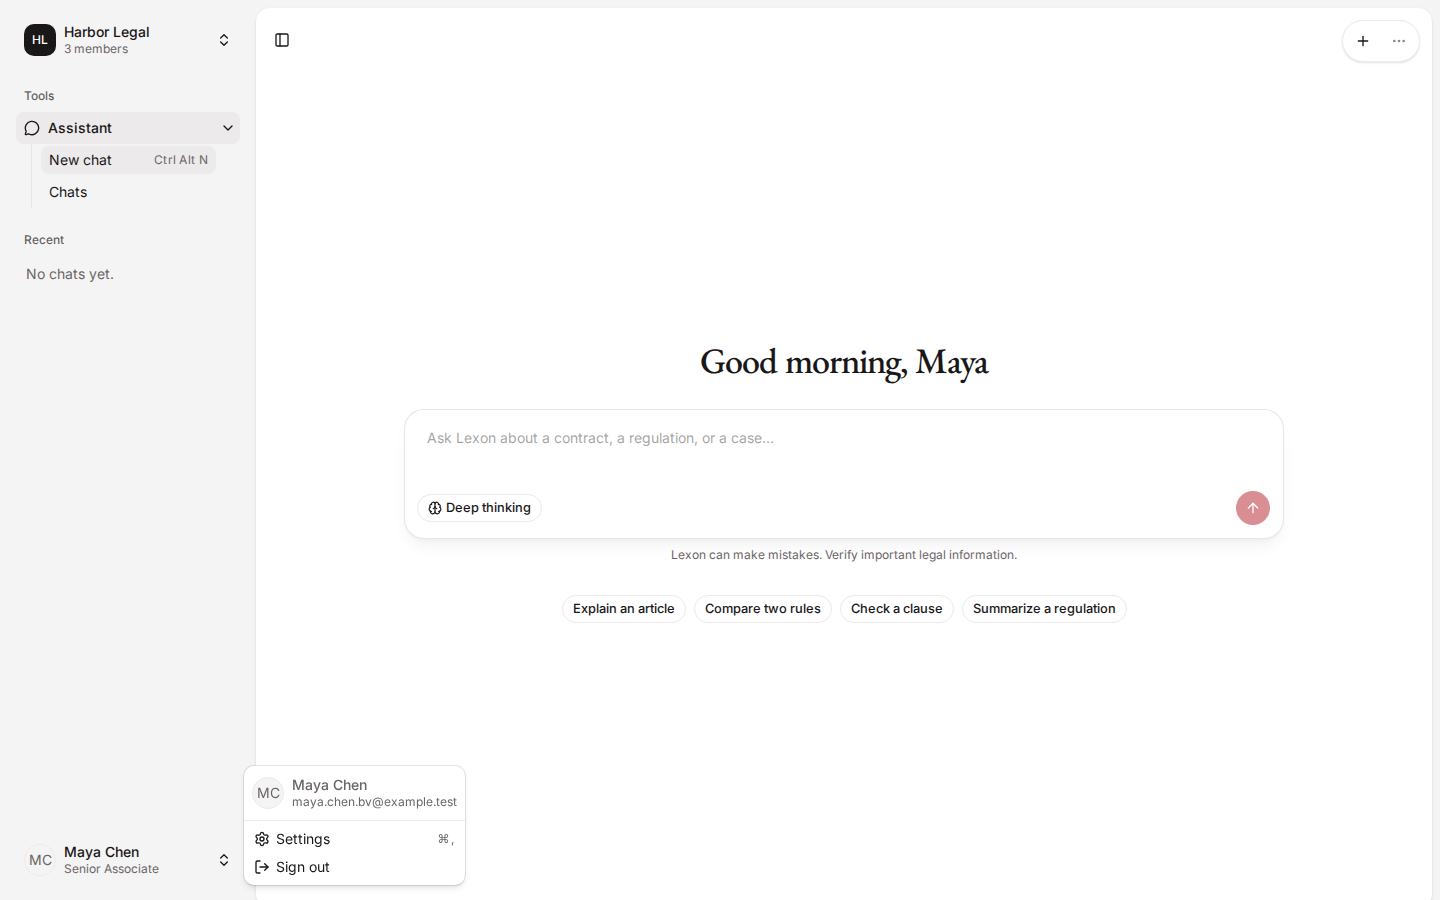 HL
Harbor Legal
3 members
Tools
Assistant
New chat Ctrl Alt N
Chats
Recent
No chats yet.
Good morning, Maya
Ask Lexon about a contract, a regulation, or a case...
Deep thinking
Lexon can make mistakes. Verify important legal information.
Explain an article
Compare two rules
Check a clause
Summarize a regulation
MC
Maya Chen
maya.chen.bv@example.test
Settings ⌘,
Sign out
MC
Maya Chen
Senior Associate